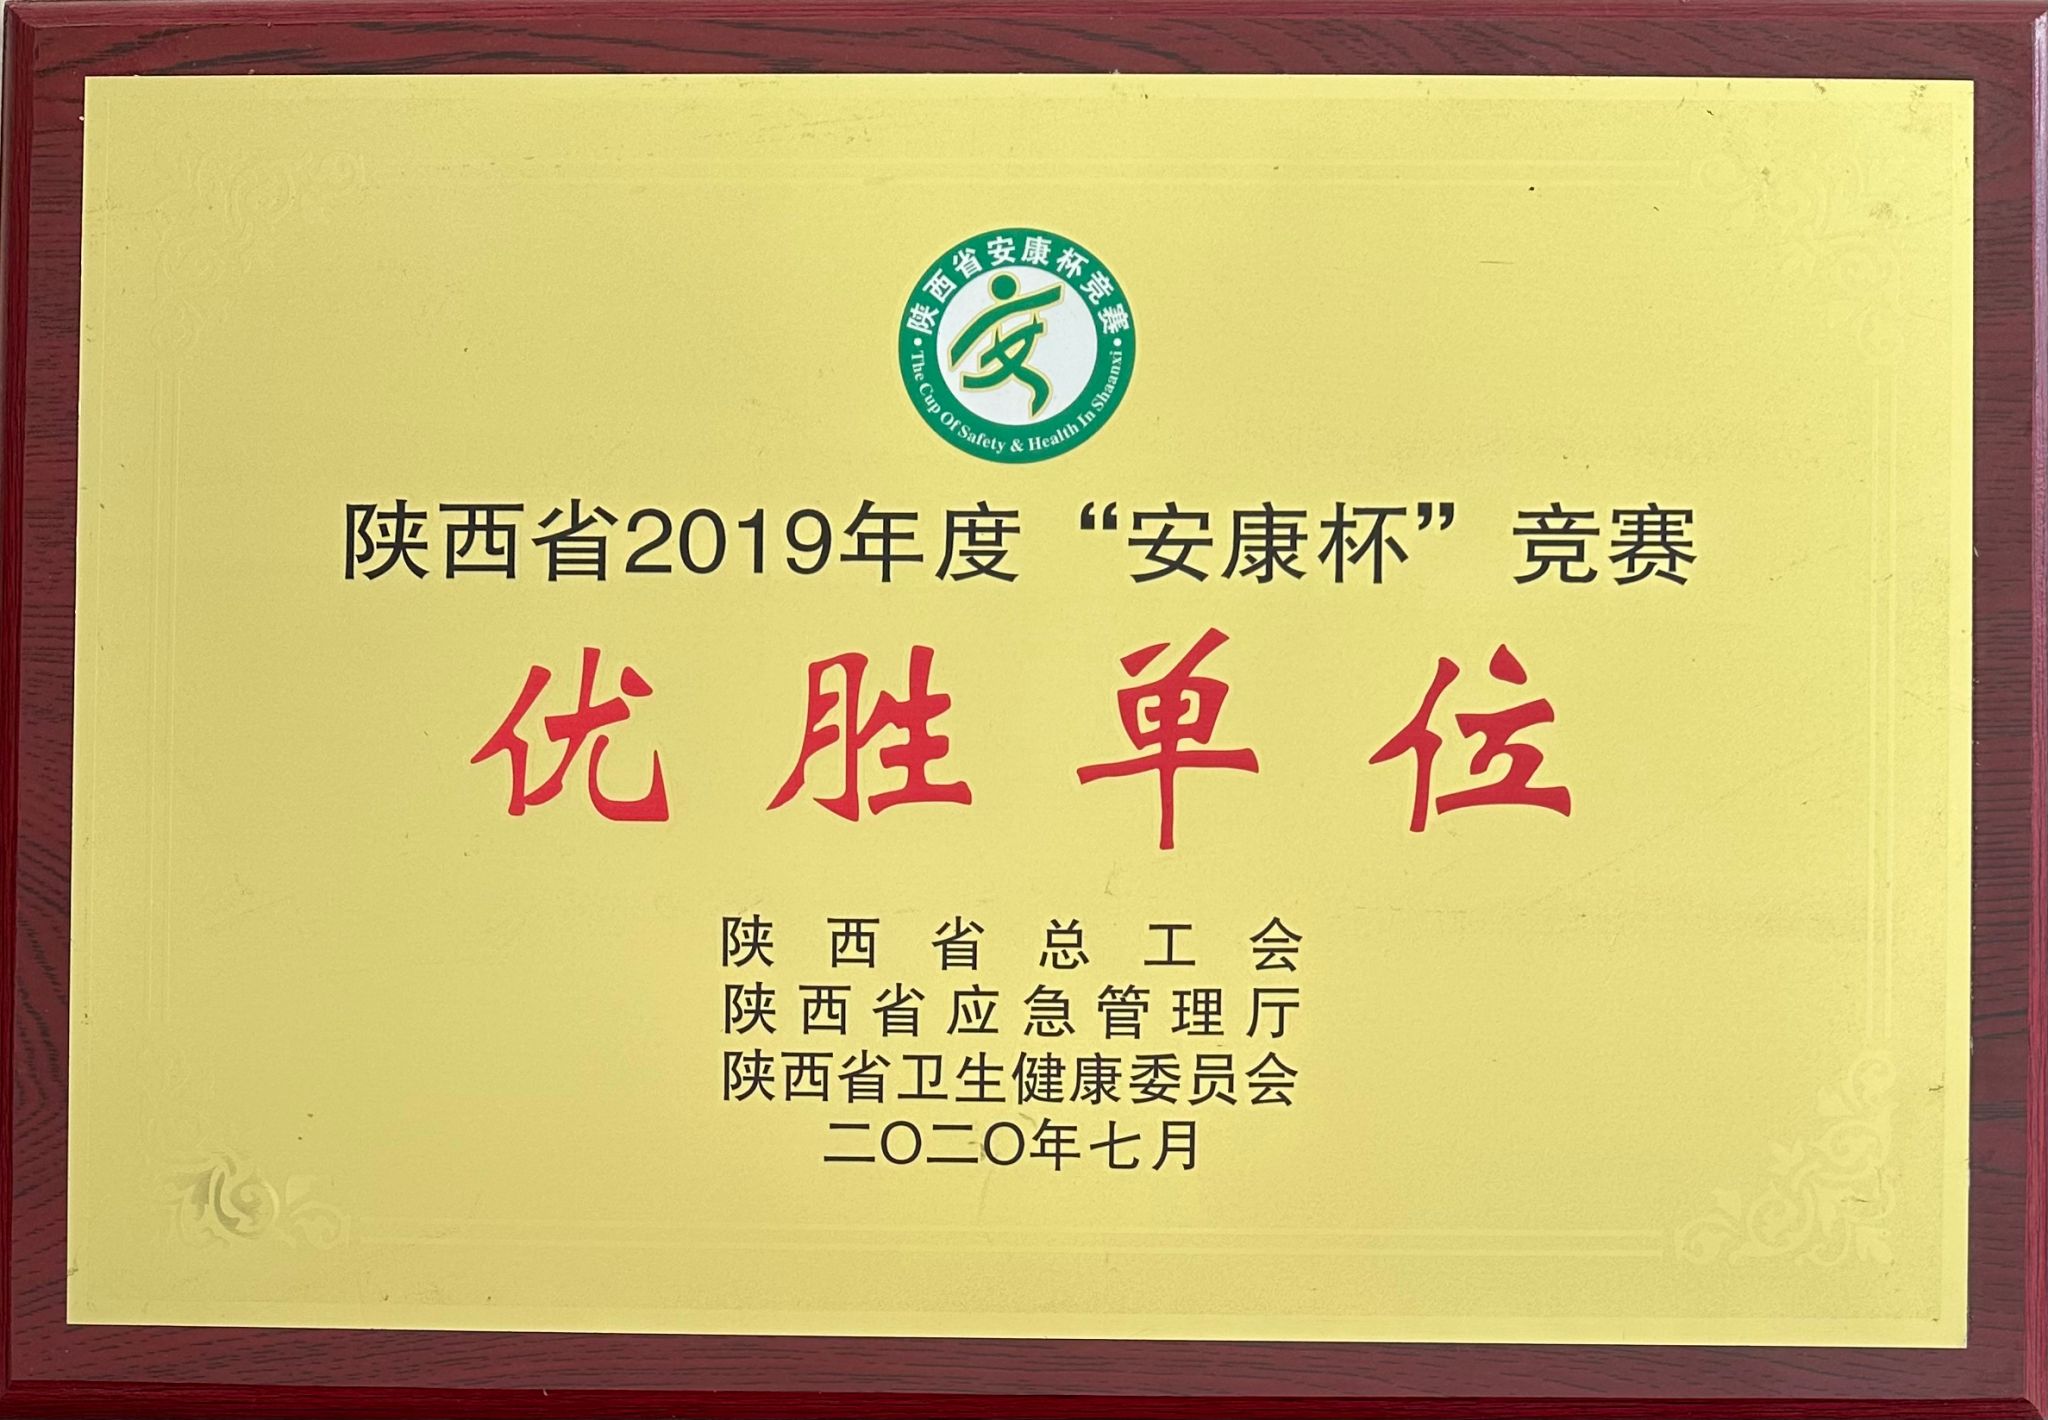 陕西省安康杯竞赛
The Cup Of Safety & Health In Shaanxi
陕西省2019年度“安康杯”竞赛
优胜单位
陕西省总工会
陕西省应急管理厅
陕西省卫生健康委员会
二〇二〇年七月